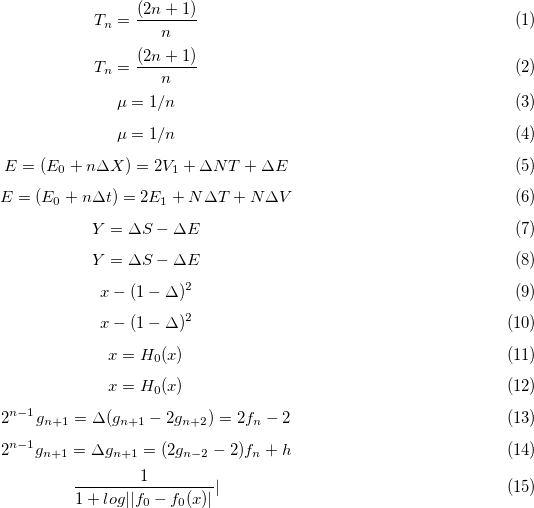 T_n = \frac{(2n + 1)}{n} (1)
T_n = \frac{(2n + 1)}{n} (2)
μ = 1/n (3)
μ = 1/n (4)
E = (E_0 + nΔX) = 2V_1 + ΔNT + ΔE (5)
E = (E_0 + nΔt) = 2E_1 + NΔT + NΔV (6)
Y = ΔS − ΔE (7)
Y = ΔS − ΔE (8)
x − (1 − Δ)^2 (9)
x − (1 − Δ)^2 (10)
x = H_0(x) (11)
x = H_0(x) (12)
2^{n−1}g_{n+1} = Δ(g_{n+1} − 2g_{n+2}) = 2f_n − 2 (13)
2^{n−1}g_{n+1} = Δg_{n+1} = (2g_{n−2} − 2)f_n + h (14)
\frac{1}{1 + log||f_0 − f_0(x)|}| (15)